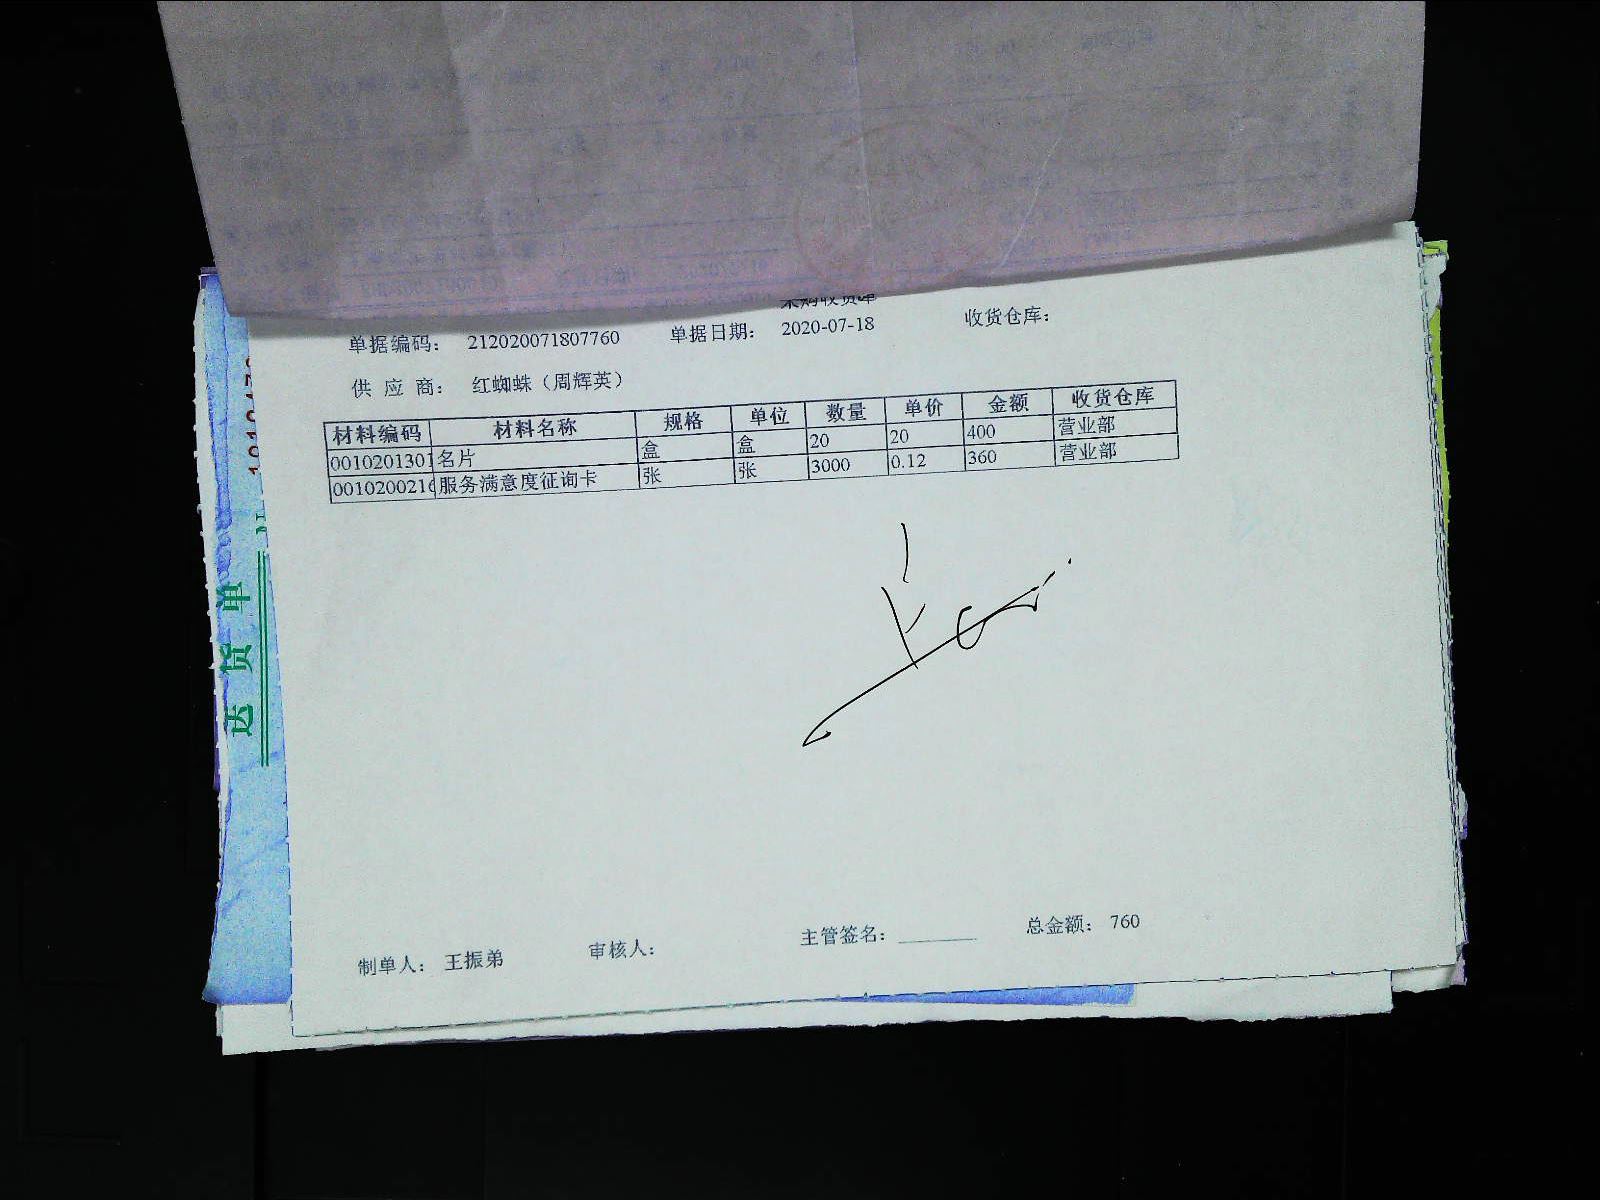 采购收货单
单据编码： 212020071807760 单据日期： 2020-07-18 收货仓库：
供 应 商： 红蜘蛛（周辉英）
材料编码 材料名称 规格 单位 数量 单价 金额 收货仓库
0010201301 名片 盒 盒 20 20 400 营业部
001020021 服务满意度征询卡 张 张 3000 0.12 360 营业部
制单人： 王振弟 审核人： 主管签名： 总金额： 760
送 货 单